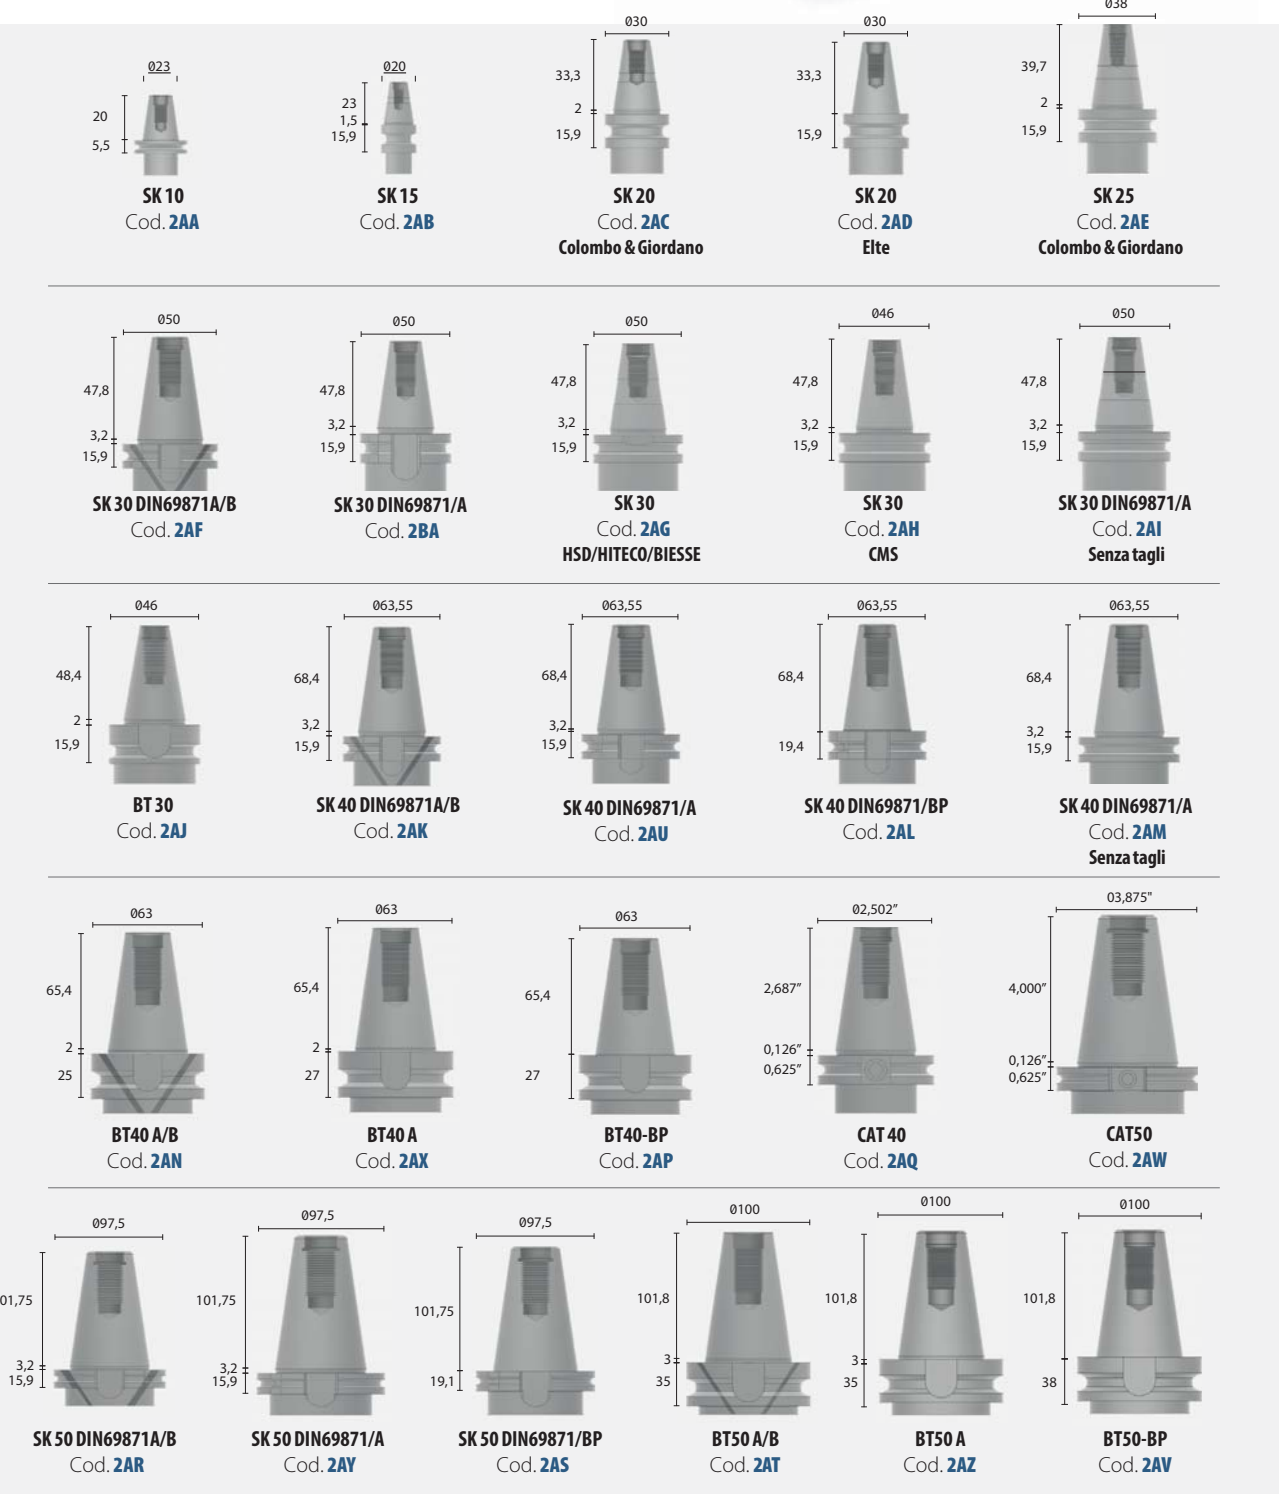 Ø23
20
5,5
SK 10
Cod. 2AA
Ø20
23
1,5
15,9
SK 15
Cod. 2AB
Ø30
33,3
2
15,9
SK 20
Cod. 2AC
Colombo & Giordano
Ø30
33,3
15,9
SK 20
Cod. 2AD
Elte
Ø38
39,7
2
15,9
SK 25
Cod. 2AE
Colombo & Giordano
Ø50
47,8
3,2
15,9
SK 30 DIN69871A/B
Cod. 2AF
Ø50
47,8
3,2
15,9
SK 30 DIN69871/A
Cod. 2BA
Ø50
47,8
3,2
15,9
SK 30
Cod. 2AG
HSD/HITECO/BIESSE
Ø46
47,8
3,2
15,9
SK 30
Cod. 2AH
CMS
Ø50
47,8
3,2
15,9
SK 30 DIN69871/A
Cod. 2AI
Senza tagli
Ø46
48,4
2
15,9
BT 30
Cod. 2AJ
Ø63,55
68,4
3,2
15,9
SK 40 DIN69871A/B
Cod. 2AK
Ø63,55
68,4
3,2
15,9
SK 40 DIN69871/A
Cod. 2AU
Ø63,55
68,4
19,4
SK 40 DIN69871/BP
Cod. 2AL
Ø63,55
68,4
3,2
15,9
SK 40 DIN69871/A
Cod. 2AM
Senza tagli
Ø63
65,4
2
25
BT40 A/B
Cod. 2AN
Ø63
65,4
2
27
BT40 A
Cod. 2AX
Ø63
65,4
27
BT40-BP
Cod. 2AP
Ø2,502”
2,687”
0,126”
0,625”
CAT 40
Cod. 2AQ
Ø3,875"
4,000”
0,126”
0,625”
CAT50
Cod. 2AW
Ø97,5
01,75
3,2
15,9
SK 50 DIN69871A/B
Cod. 2AR
Ø97,5
101,75
3,2
15,9
SK 50 DIN69871/A
Cod. 2AY
Ø97,5
101,75
19,1
SK 50 DIN69871/BP
Cod. 2AS
Ø100
101,8
3
35
BT50 A/B
Cod. 2AT
Ø100
101,8
3
35
BT50 A
Cod. 2AZ
Ø100
101,8
38
BT50-BP
Cod. 2AV